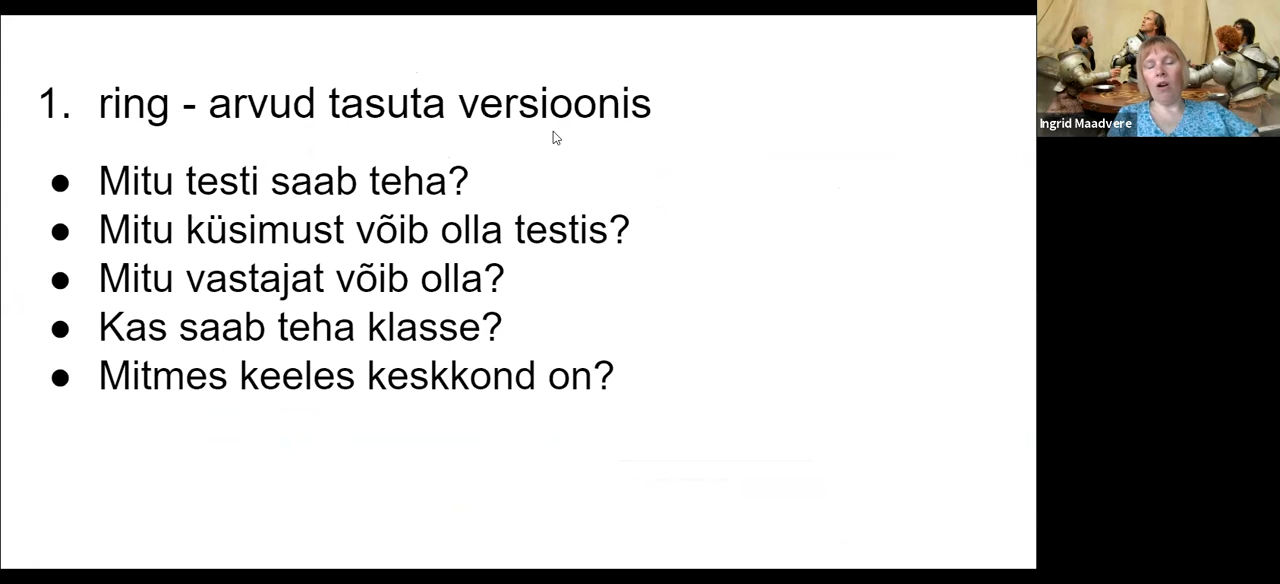 1. ring - arvud tasuta versioonis
● Mitu testi saab teha?
● Mitu küsimust võib olla testis?
● Mitu vastajat võib olla?
● Kas saab teha klasse?
● Mitmes keeles keskkond on?
Ingrid Maadvere